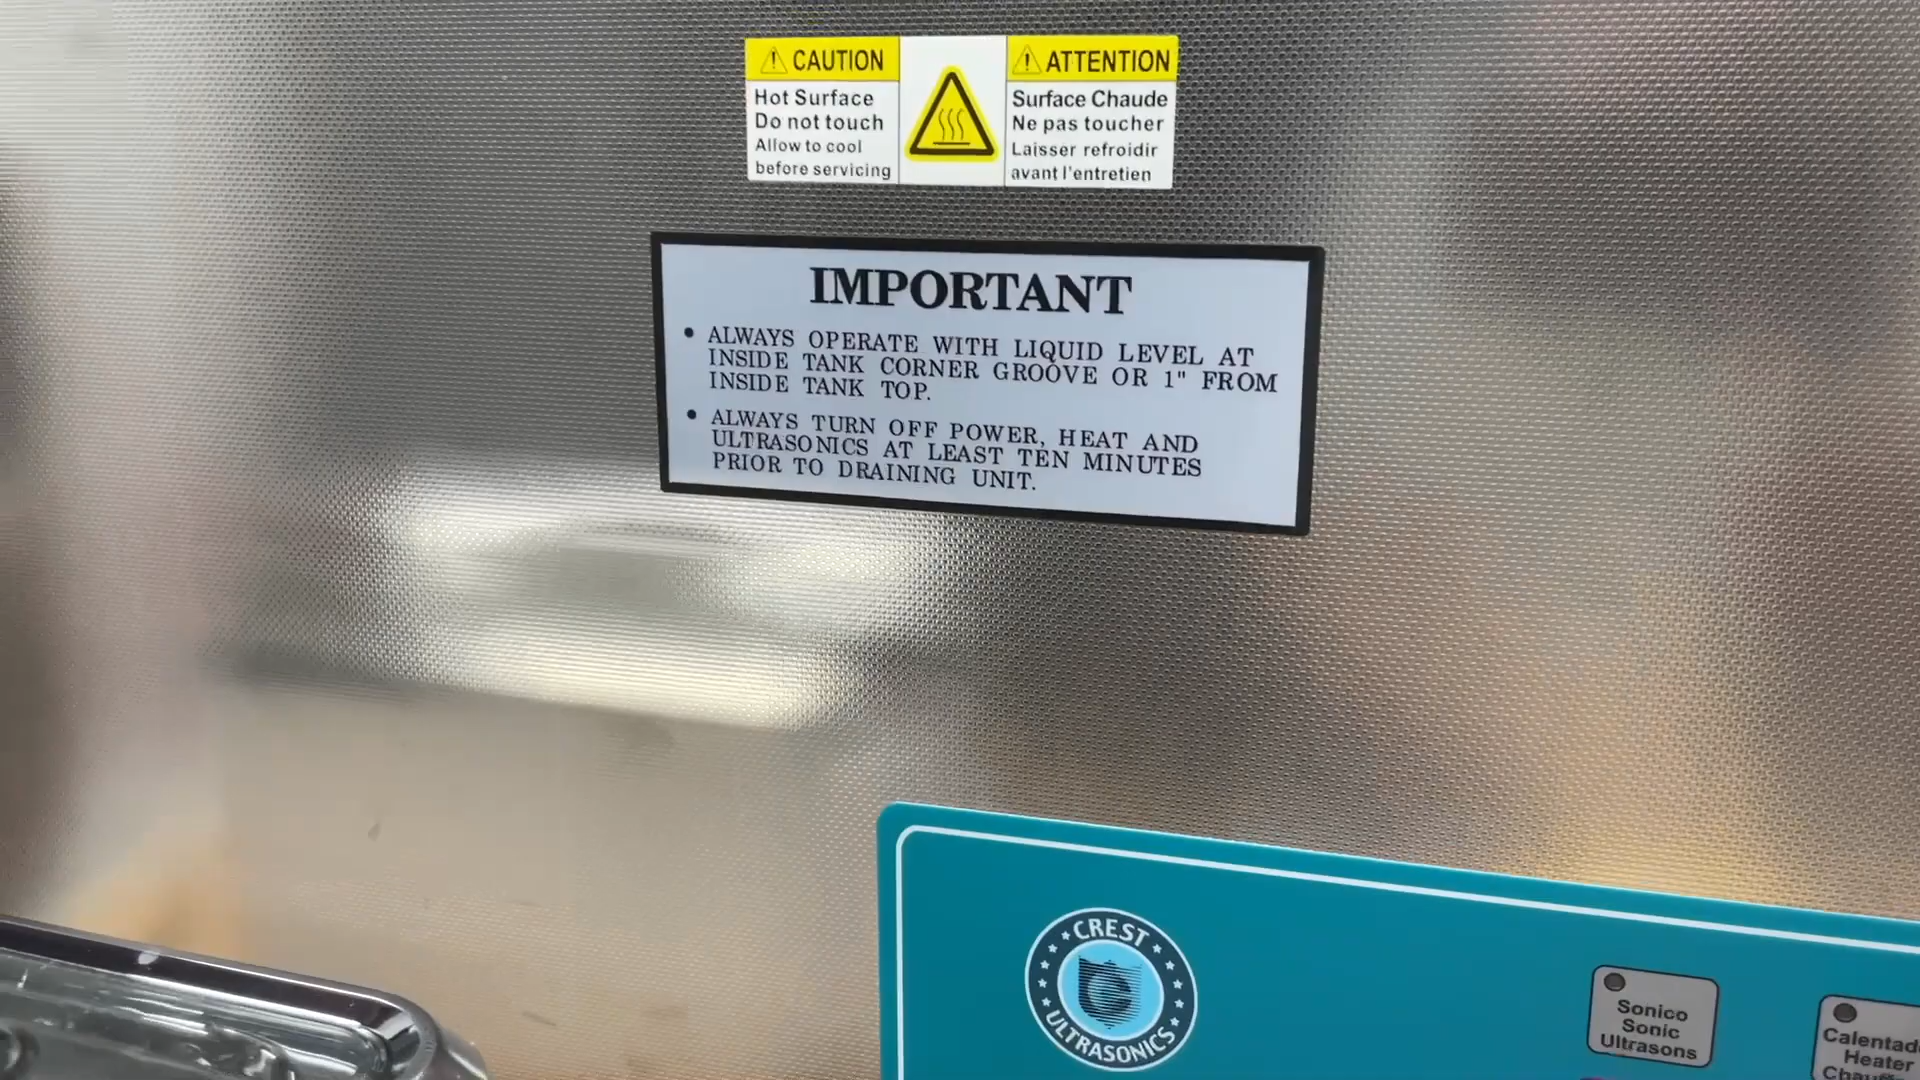 CAUTION
Hot Surface
Do not touch
Allow to cool
before servicing
ATTENTION
Surface Chaude
Ne pas toucher
Laisser refroidir
avant l'entretien
IMPORTANT
• ALWAYS OPERATE WITH LIQUID LEVEL AT
INSIDE TANK CORNER GROOVE OR 1" FROM
INSIDE TANK TOP.
• ALWAYS TURN OFF POWER, HEAT AND
ULTRASONICS AT LEAST TEN MINUTES
PRIOR TO DRAINING UNIT.
CREST
ULTRASONICS
Sonico
Sonic
Ultrasons
Calentad
Heater